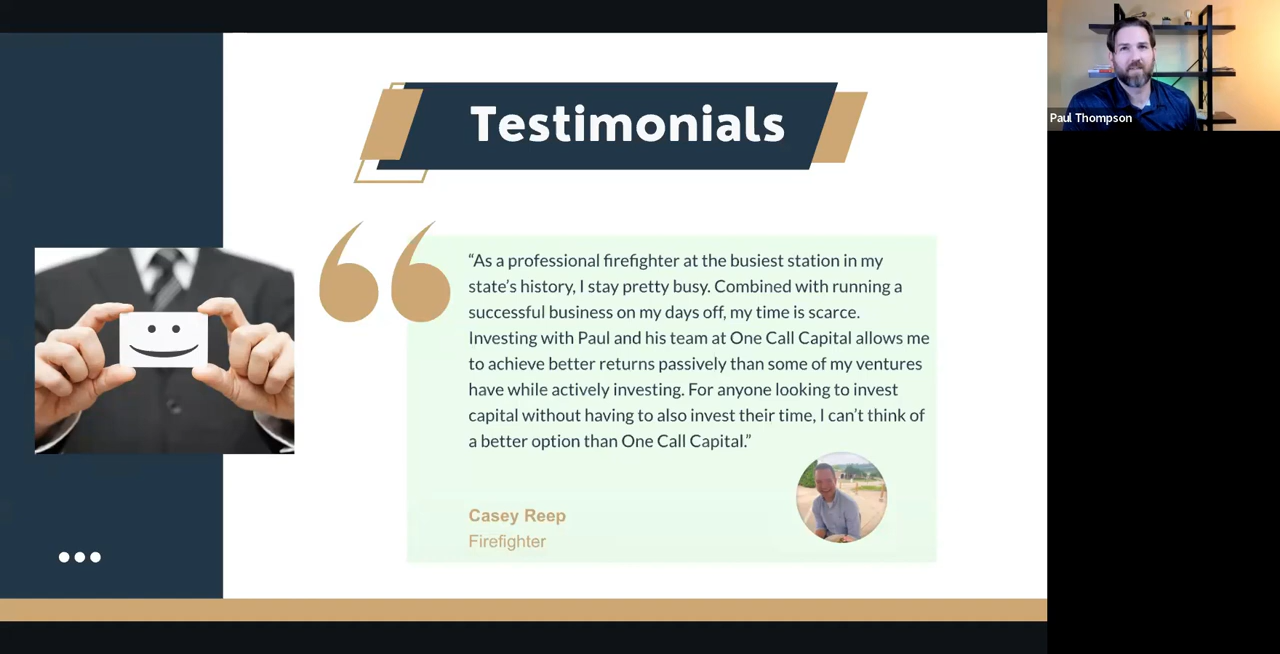 Testimonials
“As a professional firefighter at the busiest station in my
state’s history, I stay pretty busy. Combined with running a
successful business on my days off, my time is scarce.
Investing with Paul and his team at One Call Capital allows me
to achieve better returns passively than some of my ventures
have while actively investing. For anyone looking to invest
capital without having to also invest their time, I can’t think of
a better option than One Call Capital.”
Casey Reep
Firefighter
Paul Thompson